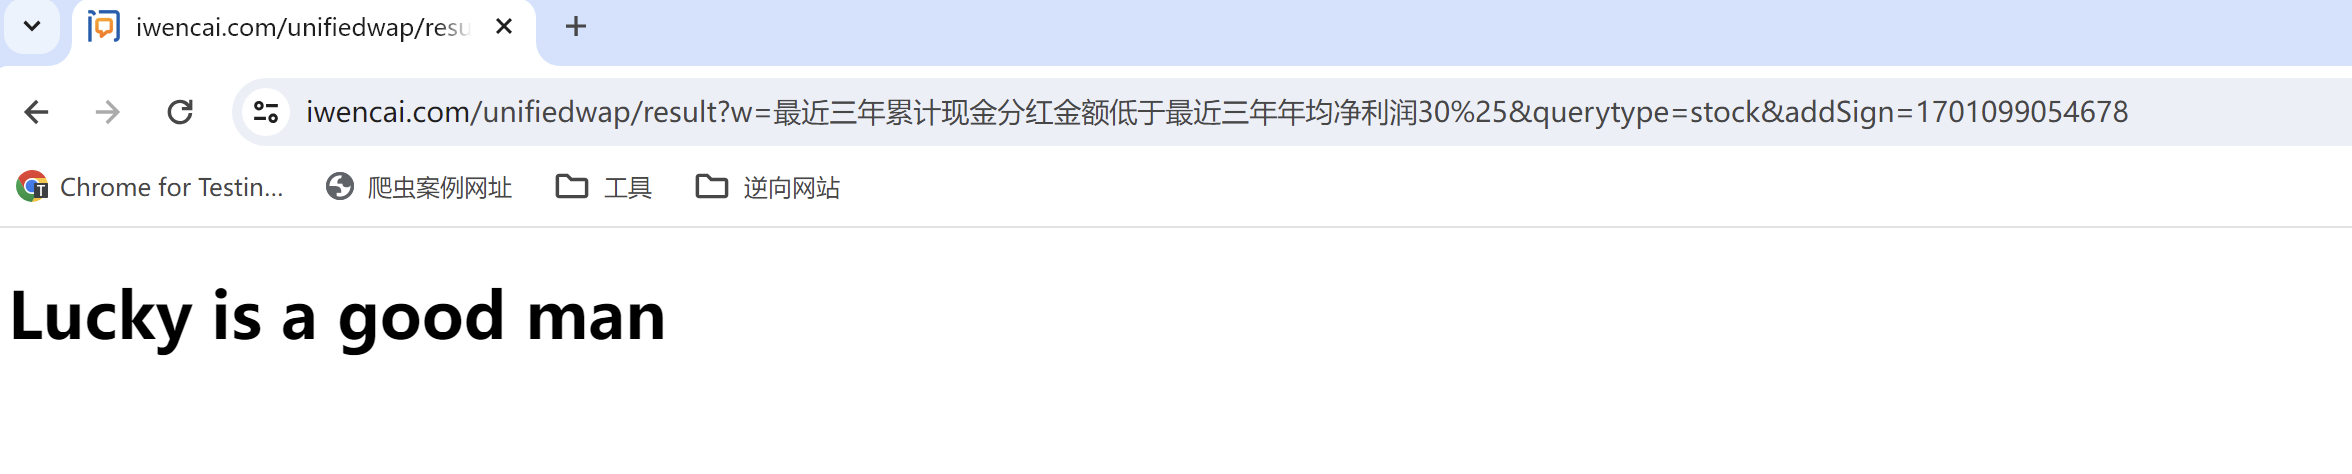 iwencai.com/unifiedwap/resu
iwencai.com/unifiedwap/result?w=最近三年累计现金分红金额低于最近三年年均净利润30%25&querytype=stock&addSign=1701099054678
Chrome for Testin... 爬虫案例网址 工具 逆向网站
Lucky is a good man